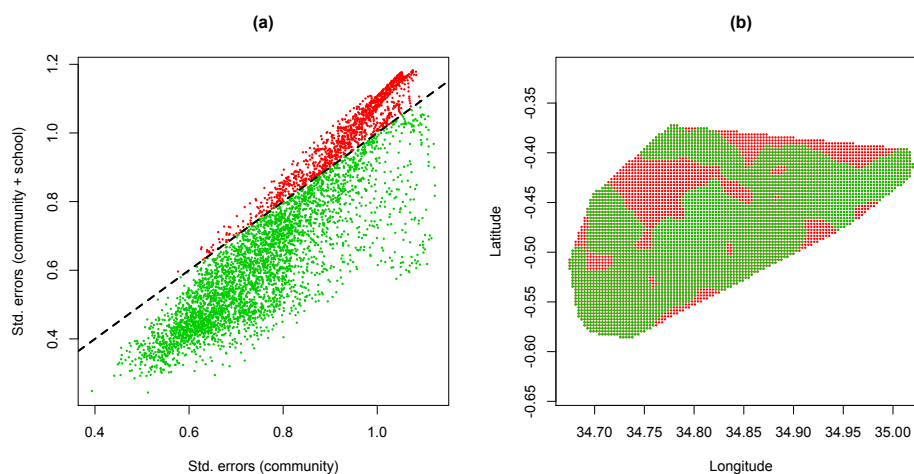 (a)
1.2
1.0
0.8
0.6
0.4
Std. errors (community + school)
0.4 0.6 0.8 1.0
Std. errors (community)
(b)
-0.35
-0.40
-0.45
-0.50
-0.55
-0.60
-0.65
Latitude
34.70 34.75 34.80 34.85 34.90 34.95 35.00
Longitude